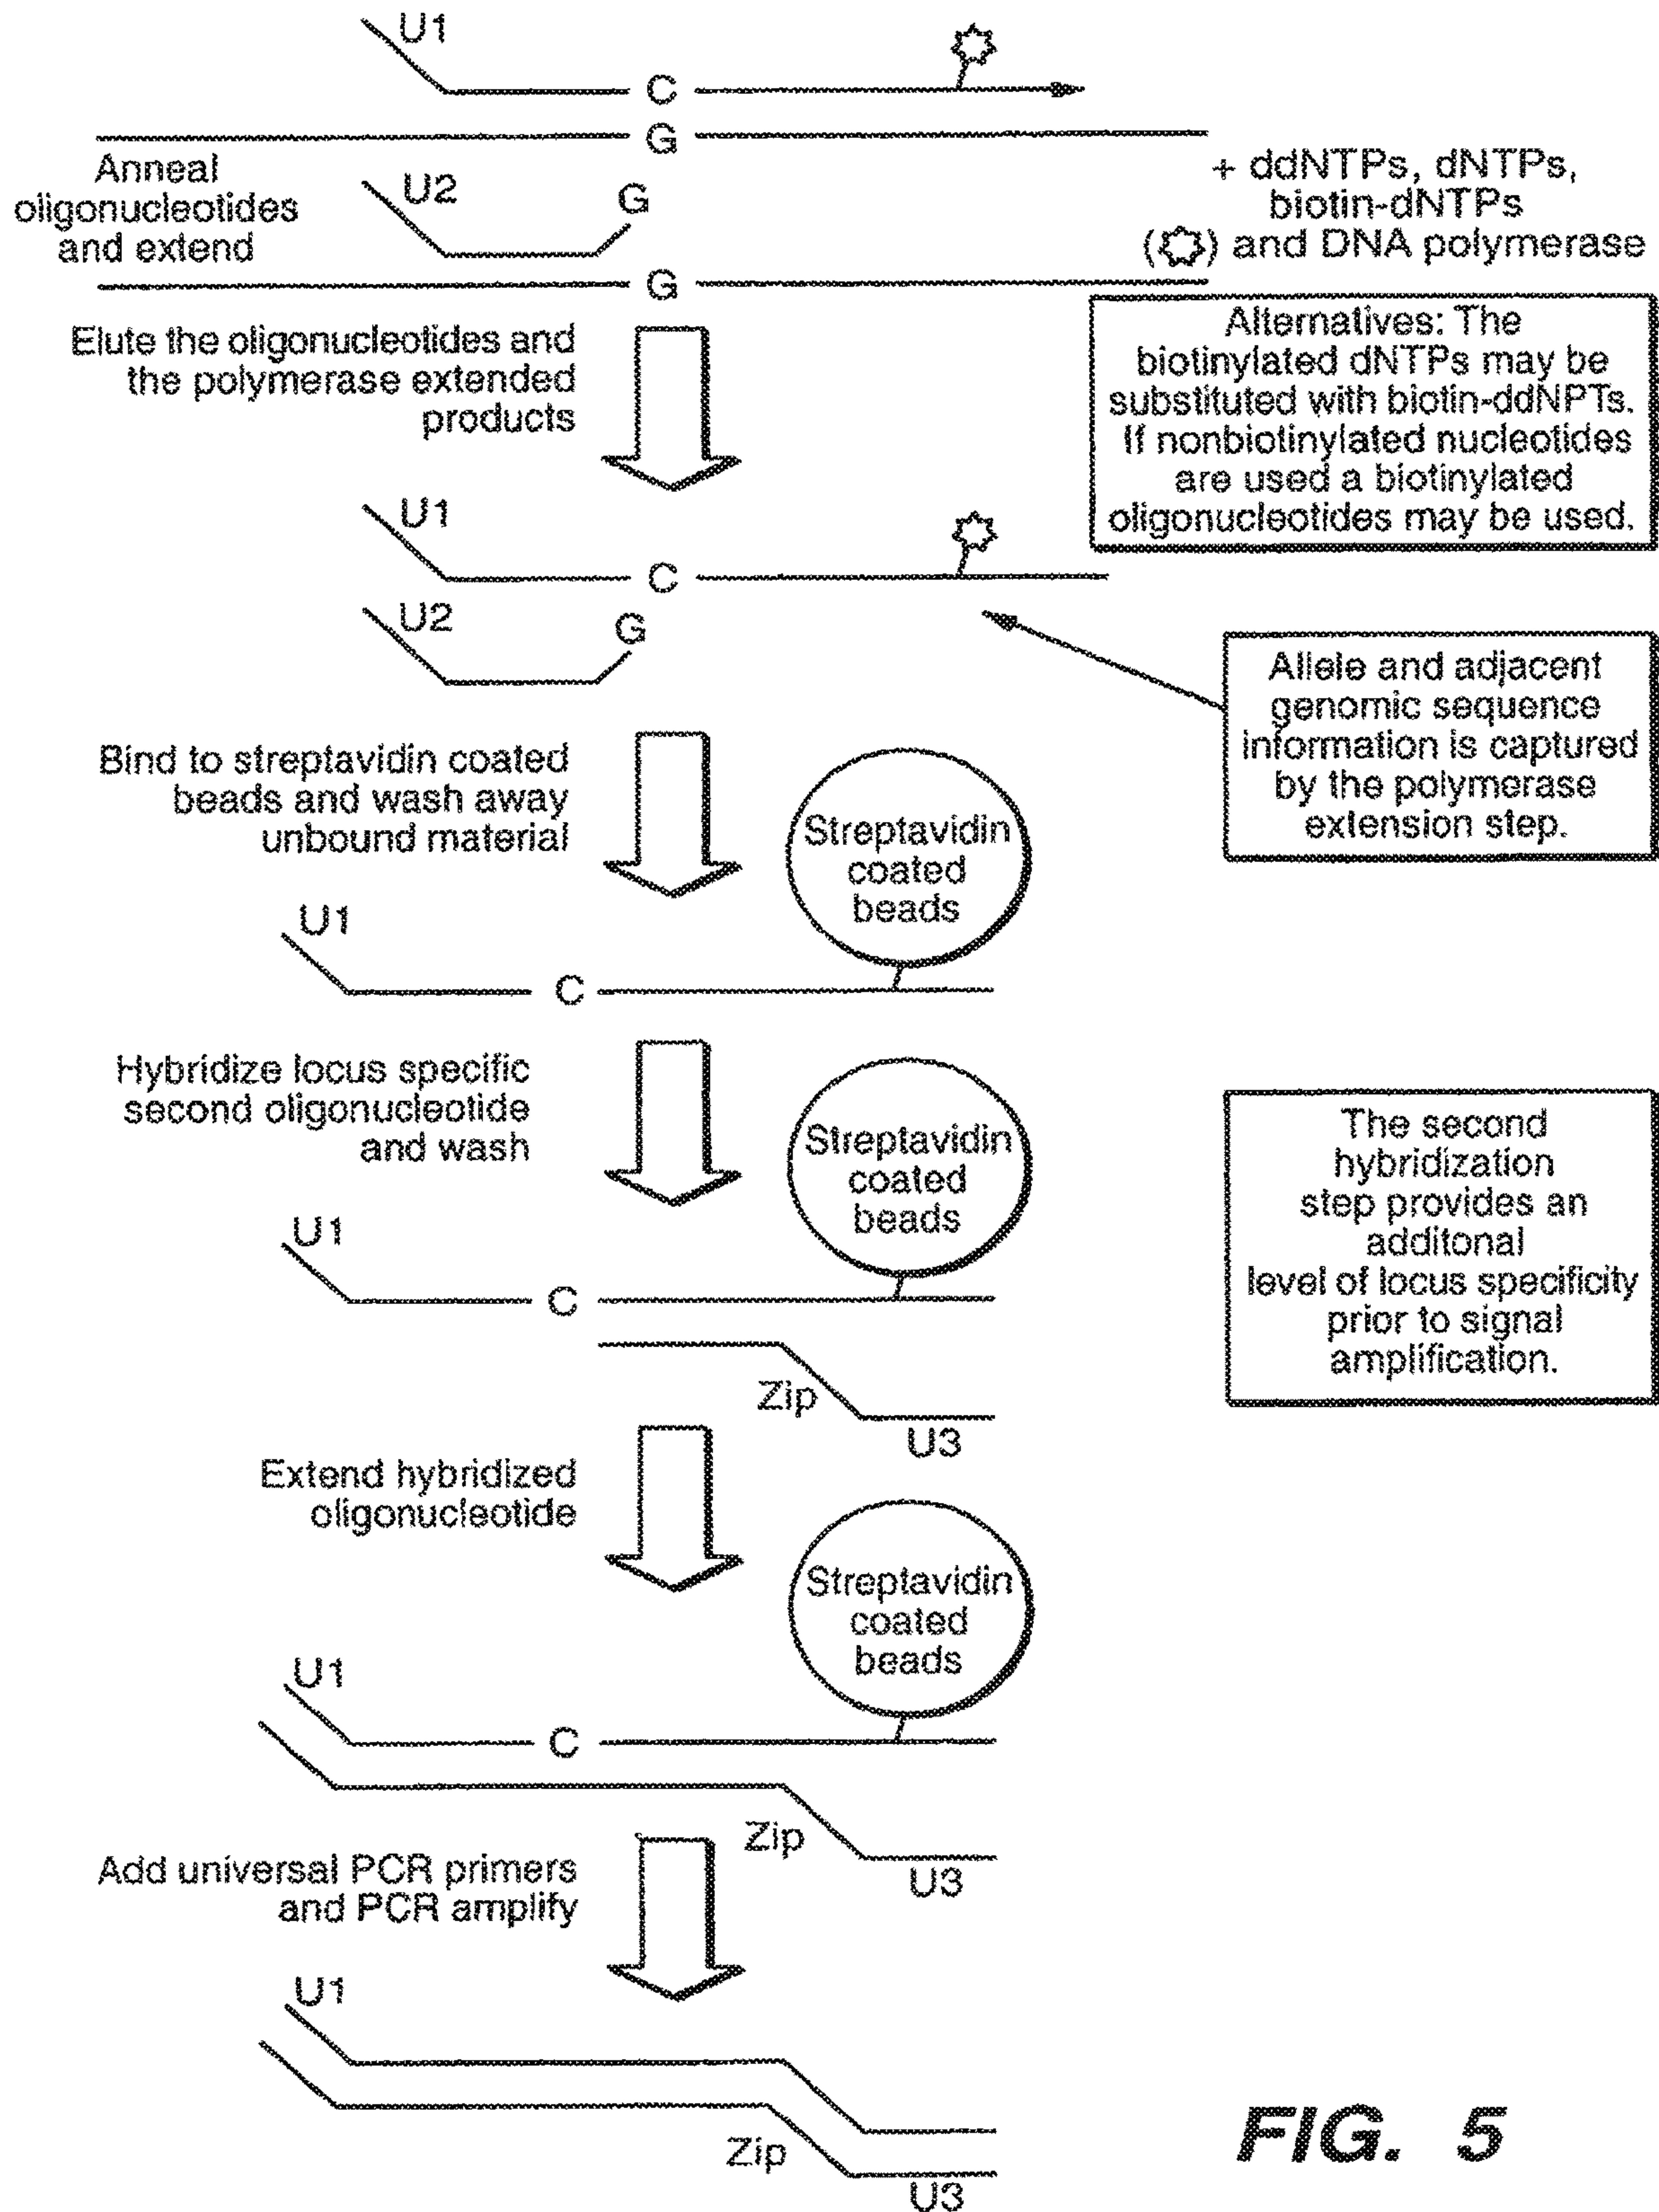 U1
C
G
Anneal
oligonucleotides
and extend
U2
G
G
+ ddNTPs, dNTPs,
biotin-dNTPs
( ) and DNA polymerase
Elute the oligonucleotides and
the polymerase extended
products
Alternatives: The
biotinylated dNTPs may be
substituted with biotin-ddNPTs.
If nonbiotinylated nucleotides
are used a biotinylated
oligonucleotides may be used.
U1
C
U2
G
Allele and adjacent
genomic sequence
information is captured
by the polymerase
extension step.
Bind to streptavidin coated
beads and wash away
unbound material
Streptavidin
coated
beads
U1
C
Hybridize locus specific
second oligonucleotide
and wash
Streptavidin
coated
beads
The second
hybridization
step provides an
additonal
level of locus specificity
prior to signal
amplification.
U1
C
Zip
U3
Extend hybridized
oligonucleotide
Streptavidin
coated
beads
U1
C
Zip
U3
Add universal PCR primers
and PCR amplify
U1
Zip
U3
FIG. 5